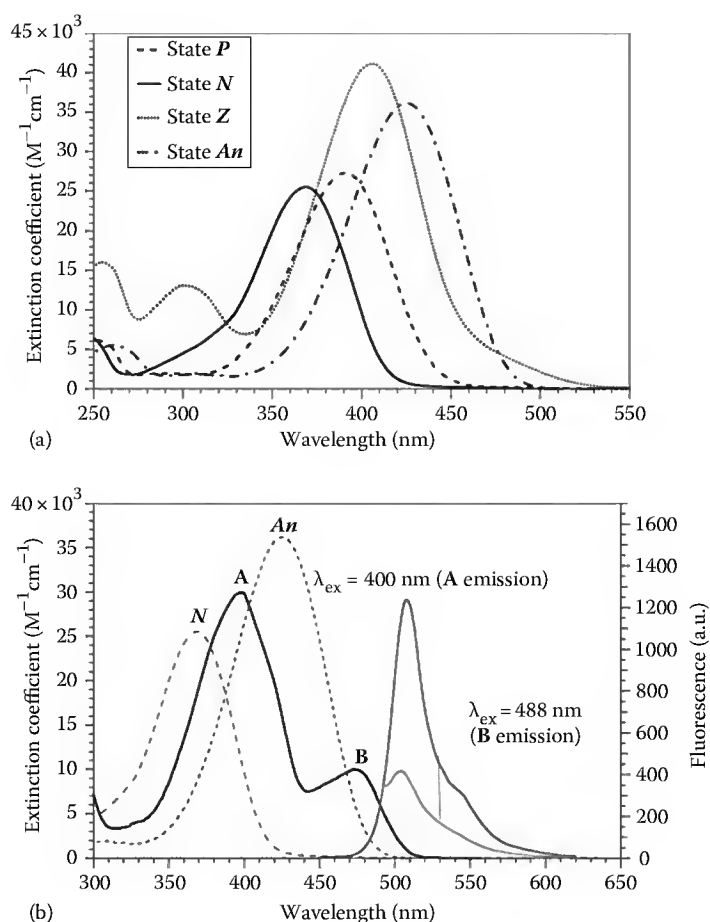 45 × 10³
40
35
30
25
20
15
10
5
0
Extinction coefficient (M⁻¹cm⁻¹)
State P
State N
State Z
State An
250 300 350 400 450 500 550
Wavelength (nm)
(a)
40 × 10³
35
30
25
20
15
10
5
0
Extinction coefficient (M⁻¹cm⁻¹)
An
N
A
B
λex = 400 nm (A emission)
λex = 488 nm
(B emission)
1600
1400
1200
1000
800
600
400
200
0
Fluorescence (a.u.)
300 350 400 450 500 550 600 650
Wavelength (nm)
(b)